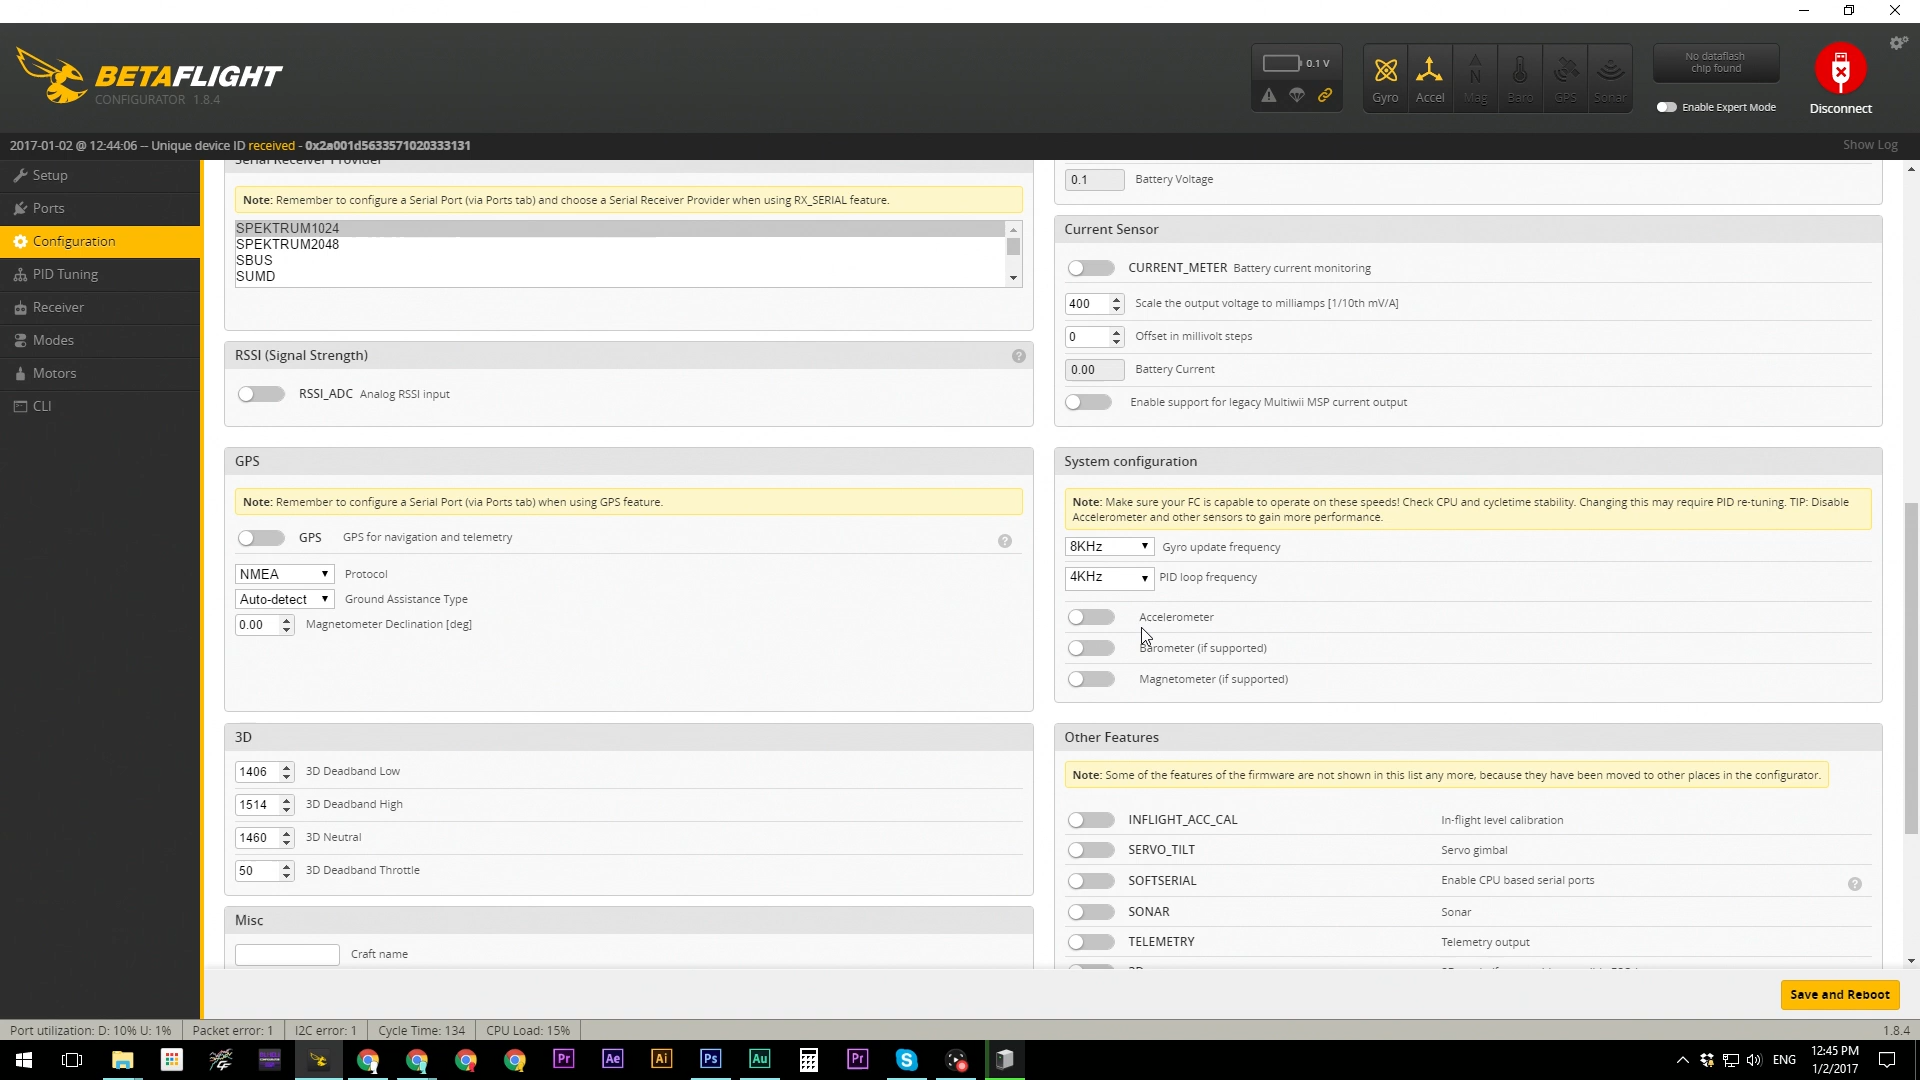 BETAFLIGHT
CONFIGURATOR 1.8.4
0.1 V
Gyro
Accel
Mag
Baro
GPS
Sonar
No dataflash
chip found
Enable Expert Mode
Disconnect
2017-01-02 @ 12:44:06 -- Unique device ID received - 0x2a001d5633571020333131
Show Log
Setup
Ports
Configuration
PID Tuning
Receiver
Modes
Motors
CLI
Serial Receiver Provider
Note: Remember to configure a Serial Port (via Ports tab) and choose a Serial Receiver Provider when using RX_SERIAL feature.
SPEKTRUM1024
SPEKTRUM2048
SBUS
SUMD
RSSI (Signal Strength)
RSSI_ADC Analog RSSI input
GPS
Note: Remember to configure a Serial Port (via Ports tab) when using GPS feature.
GPS GPS for navigation and telemetry
NMEA Protocol
Auto-detect Ground Assistance Type
0.00 Magnetometer Declination [deg]
3D
1406 3D Deadband Low
1514 3D Deadband High
1460 3D Neutral
50 3D Deadband Throttle
Misc
Craft name
0.1 Battery Voltage
Current Sensor
CURRENT_METER Battery current monitoring
400 Scale the output voltage to milliamps [1/10th mV/A]
0 Offset in millivolt steps
0.00 Battery Current
Enable support for legacy Multiwii MSP current output
System configuration
Note: Make sure your FC is capable to operate on these speeds! Check CPU and cycletime stability. Changing this may require PID re-tuning. TIP: Disable
Accelerometer and other sensors to gain more performance.
8KHz Gyro update frequency
4KHz PID loop frequency
Accelerometer
Barometer (if supported)
Magnetometer (if supported)
Other Features
Note: Some of the features of the firmware are not shown in this list any more, because they have been moved to other places in the configurator.
INFLIGHT_ACC_CAL In-flight level calibration
SERVO_TILT Servo gimbal
SOFTSERIAL Enable CPU based serial ports
SONAR Sonar
TELEMETRY Telemetry output
Save and Reboot
Port utilization: D: 10% U: 1% Packet error: 1 I2C error: 1 Cycle Time: 134 CPU Load: 15% 1.8.4
Pr
Ae
Ai
Ps
Au
Pr
ENG
12:45 PM
1/2/2017